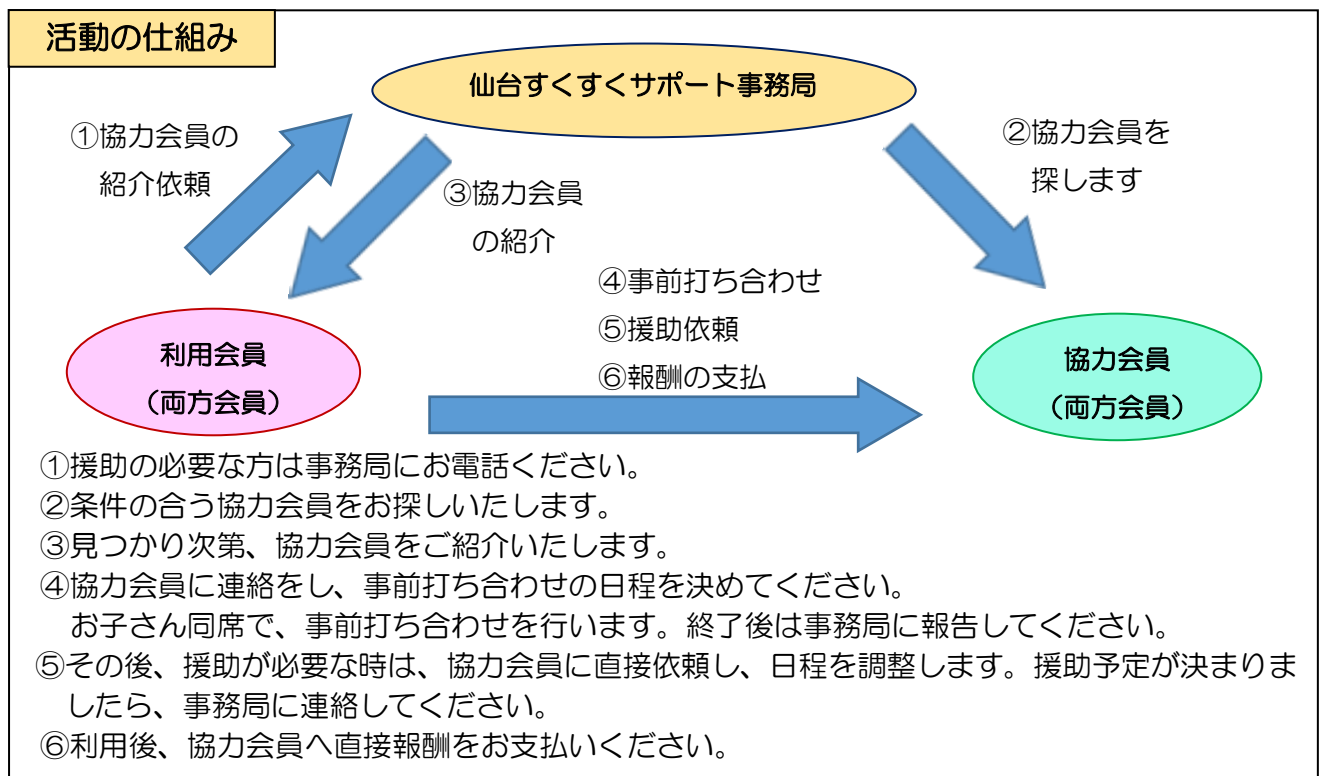 活動の仕組み
仙台すくすくサポート事務局
①協力会員の
紹介依頼
②協力会員を
探します
③協力会員
の紹介
④事前打ち合わせ
⑤援助依頼
⑥報酬の支払
利用会員
（両方会員）
協力会員
（両方会員）
①援助の必要な方は事務局にお電話ください。
②条件の合う協力会員をお探しいたします。
③見つかり次第、協力会員をご紹介いたします。
④協力会員に連絡をし、事前打ち合わせの日程を決めてください。
お子さん同席で、事前打ち合わせを行います。終了後は事務局に報告してください。
⑤その後、援助が必要な時は、協力会員に直接依頼し、日程を調整します。援助予定が決まりま
したら、事務局に連絡してください。
⑥利用後、協力会員へ直接報酬をお支払いください。